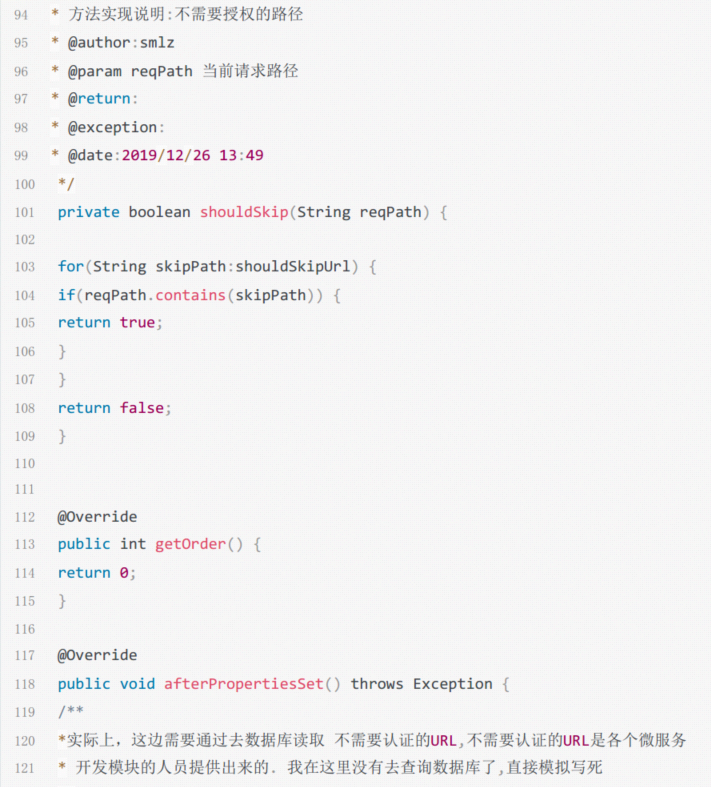 94 * 方法实现说明:不需要授权的路径
95 * @author:smlz
96 * @param reqPath 当前请求路径
97 * @return:
98 * @exception:
99 * @date:2019/12/26 13:49
100 */
101 private boolean shouldSkip(String reqPath) {
102
103 for(String skipPath:shouldSkipUrl) {
104 if(reqPath.contains(skipPath)) {
105 return true;
106 }
107 }
108 return false;
109 }
110
111
112 @Override
113 public int getOrder() {
114 return 0;
115 }
116
117 @Override
118 public void afterPropertiesSet() throws Exception {
119 /**
120 *实际上，这边需要通过去数据库读取 不需要认证的URL,不需要认证的URL是各个微服务
121 * 开发模块的人员提供出来的. 我在这里没有去查询数据库了,直接模拟写死